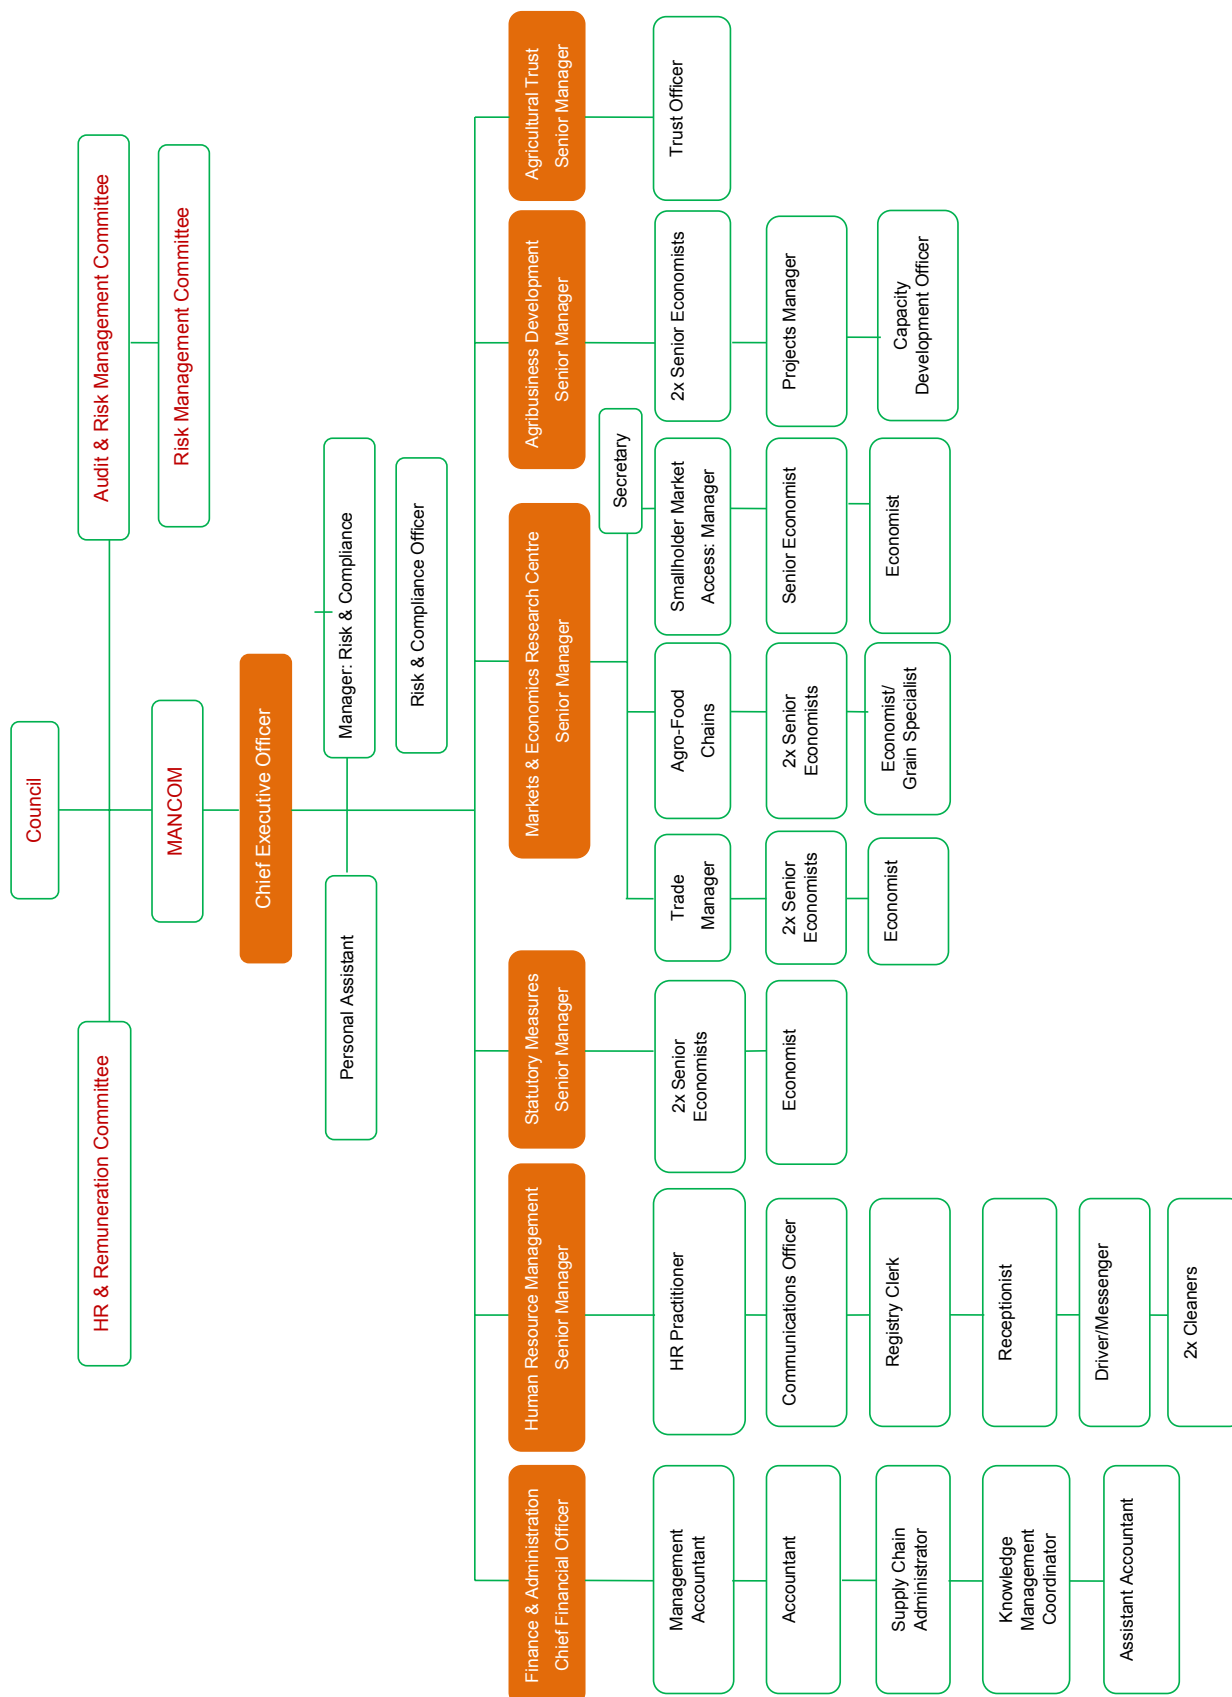 Council
HR & Remuneration Committee
Audit & Risk Management Committee
Risk Management Committee
MANCOM
Chief Executive Officer
Personal Assistant
Manager: Risk & Compliance
Risk & Compliance Officer
Finance & Administration
Chief Financial Officer
Management
Accountant
Accountant
Supply Chain
Administrator
Knowledge
Management
Coordinator
Assistant Accountant
Human Resource Management
Senior Manager
HR Practitioner
Communications Officer
Registry Clerk
Receptionist
Driver/Messenger
2x Cleaners
Statutory Measures
Senior Manager
2x Senior
Economists
Economist
Markets & Economics Research Centre
Senior Manager
Secretary
Trade
Manager
2x Senior
Economists
Economist
Agro-Food
Chains
2x Senior
Economists
Economist/
Grain Specialist
Smallholder Market
Access: Manager
Senior Economist
Economist
Agribusiness Development
Senior Manager
2x Senior Economists
Projects Manager
Capacity
Development Officer
Agricultural Trust
Senior Manager
Trust Officer